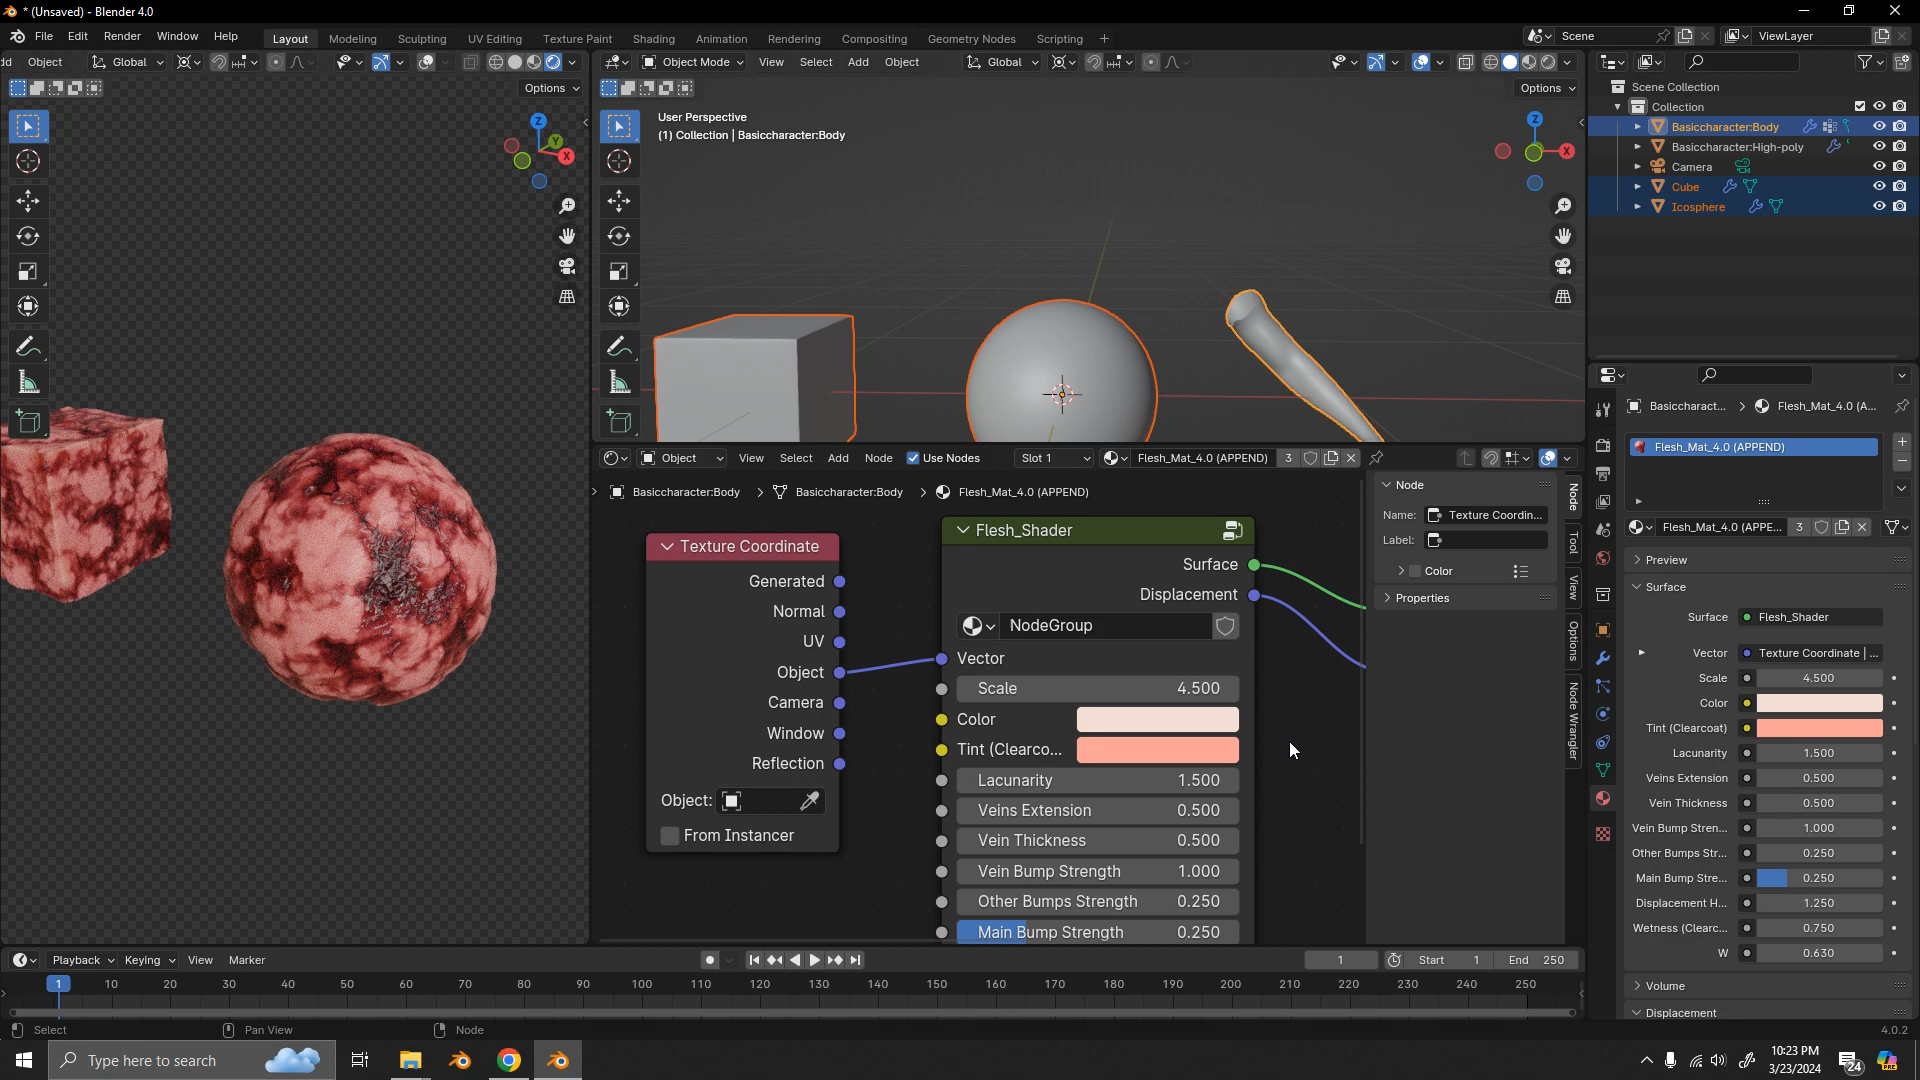 * (Unsaved) - Blender 4.0
File Edit Render Window Help
Layout Modeling Sculpting UV Editing Texture Paint Shading Animation Rendering Compositing Geometry Nodes Scripting +
Scene
ViewLayer
dd Object Global
Options
Object Mode View Select Add Object Global
Options
User Perspective
(1) Collection | Basiccharacter:Body
Z
Y
X
Z
X
Scene Collection
Collection
Basiccharacter:Body
Basiccharacter:High-poly
Camera
Cube
Icosphere
Object View Select Add Node Use Nodes Slot 1 Flesh_Mat_4.0 (APPEND) 3
Basiccharacter:Body > Basiccharacter:Body > Flesh_Mat_4.0 (APPEND)
Texture Coordinate
Generated
Normal
UV
Object
Camera
Window
Reflection
Object:
From Instancer
Flesh_Shader
Surface
Displacement
NodeGroup
Vector
Scale 4.500
Color
Tint (Clearco...
Lacunarity 1.500
Veins Extension 0.500
Vein Thickness 0.500
Vein Bump Strength 1.000
Other Bumps Strength 0.250
Main Bump Strength 0.250
Node
Name: Texture Coordin...
Label:
Color
Properties
Node
Tool
View
Options
Node Wrangler
Basiccharact... > Flesh_Mat_4.0 (A...
Flesh_Mat_4.0 (APPEND)
Flesh_Mat_4.0 (APPE... 3
Preview
Surface
Surface Flesh_Shader
Vector Texture Coordinate | ...
Scale 4.500
Color
Tint (Clearcoat)
Lacunarity 1.500
Veins Extension 0.500
Vein Thickness 0.500
Vein Bump Stren... 1.000
Other Bumps Str... 0.250
Main Bump Stre... 0.250
Displacement H... 1.250
Wetness (Clearc... 0.750
W 0.630
Volume
Displacement
Playback Keying View Marker
1 Start 1 End 250
1 10 20 30 40 50 60 70 80 90 100 110 120 130 140 150 160 170 180 190 200 210 220 230 240 250
Select Pan View Node
4.0.2
Type here to search
10:23 PM
3/23/2024
24
PRE